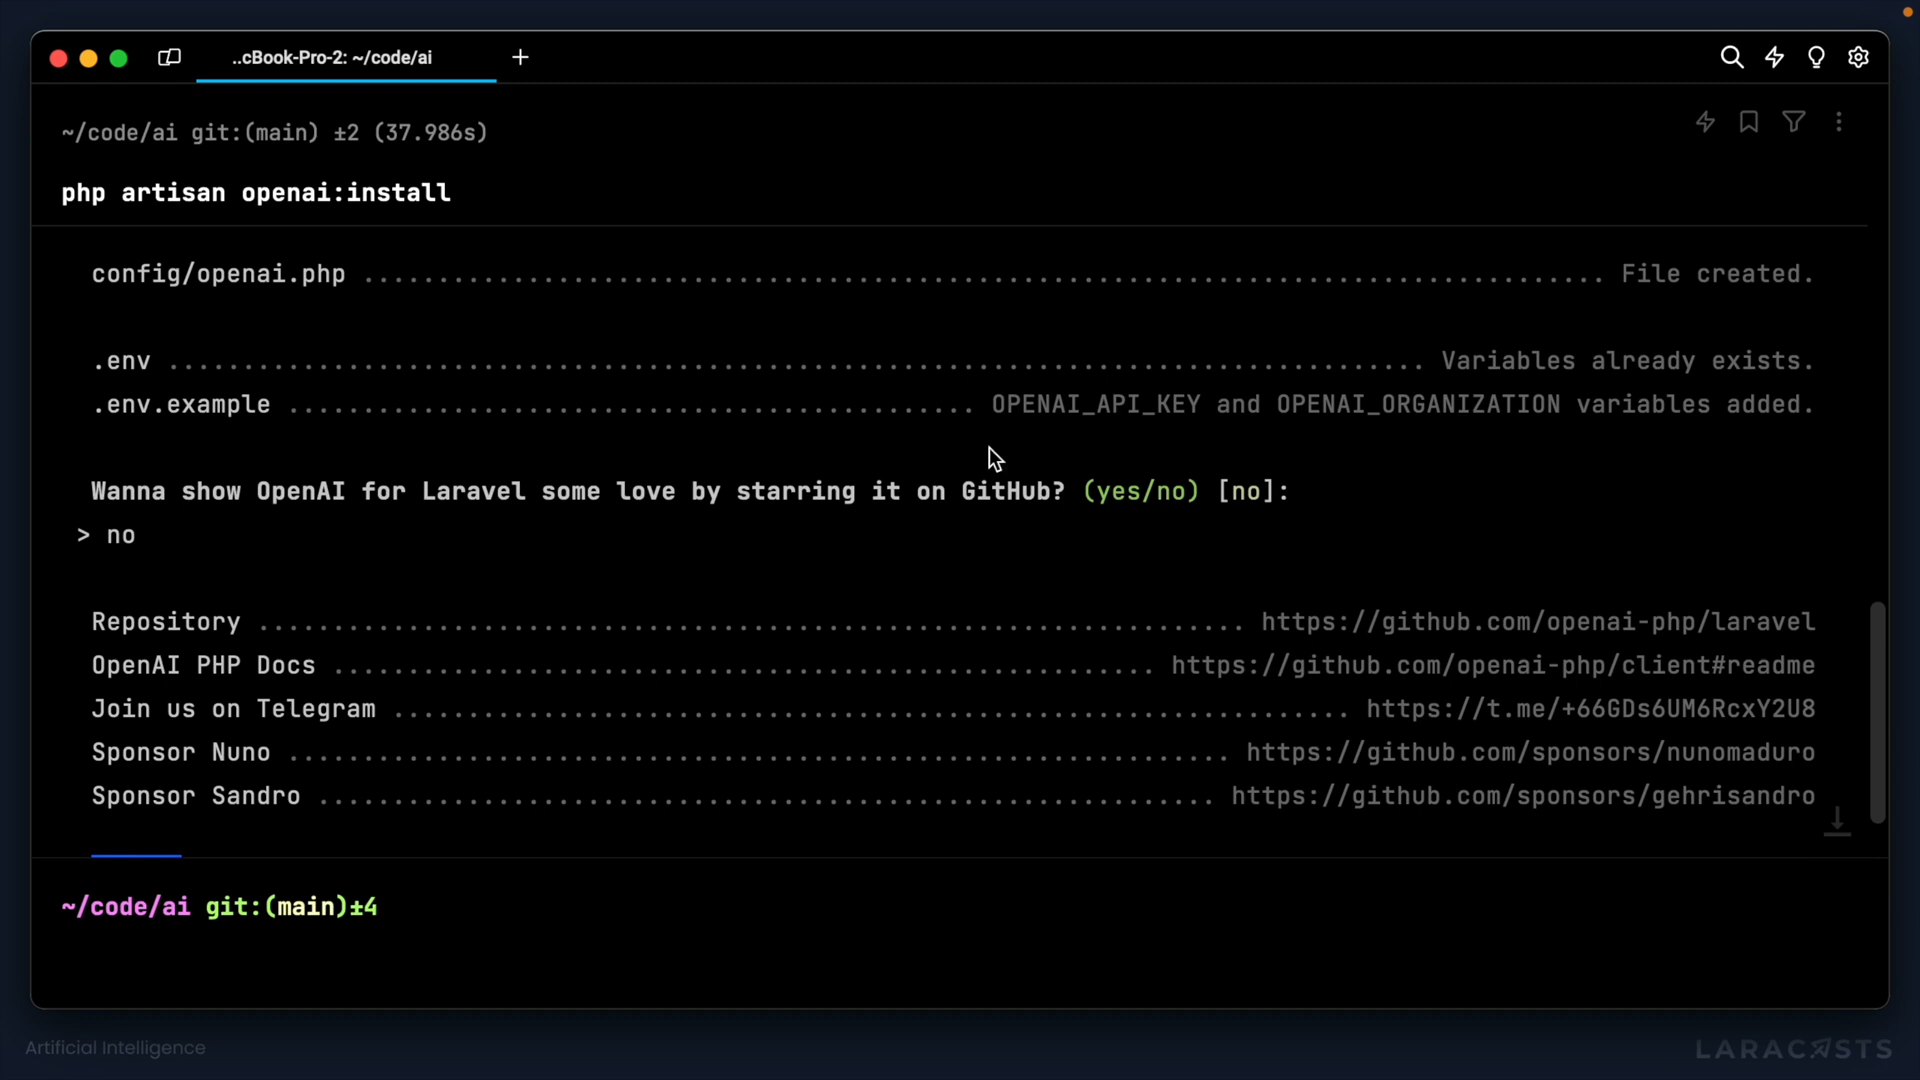 ..cBook-Pro-2: ~/code/ai
~/code/ai git:(main) ±2 (37.986s)
php artisan openai:install
config/openai.php .................................................................................... File created.
.env .................................................................................... Variables already exists.
.env.example .............................................. OPENAI_API_KEY and OPENAI_ORGANIZATION variables added.
Wanna show OpenAI for Laravel some love by starring it on GitHub? (yes/no) [no]:
> no
Repository .................................................................. https://github.com/openai-php/laravel
OpenAI PHP Docs ....................................................... https://github.com/openai-php/client#readme
Join us on Telegram ................................................................ https://t.me/+66GDs6UM6RcxY2U8
Sponsor Nuno ............................................................... https://github.com/sponsors/nunomaduro
Sponsor Sandro ............................................................ https://github.com/sponsors/gehrisandro
~/code/ai git:(main)±4
Artificial Intelligence
LARACASTS